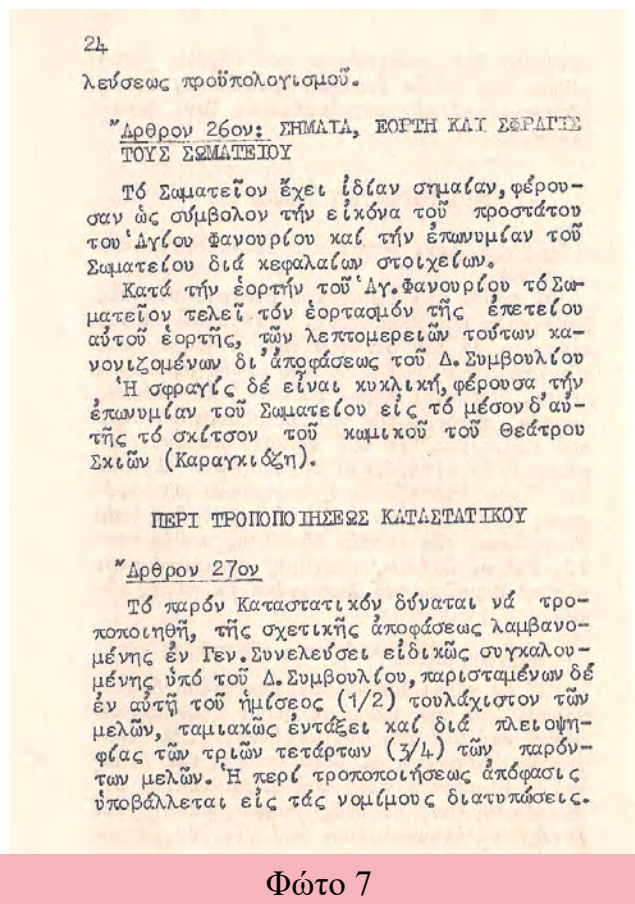 24
λεύσεως προϋπολογισμοῦ.
Ἄρθρον 26ον: ΣΗΜΑΤΑ, ΕΟΡΤΗ ΚΑΙ ΣΦΡΑΓΙΣ
ΤΟΥΣ ΣΩΜΑΤΕΙΟΥ
Τό Σωματεῖον ἔχει ἰδίαν σημαίαν, φέρου-
σαν ὡς σύμβολον τήν εἰκόνα τοῦ προστάτου
του Ἁγίου Φανουρίου καί τήν ἐπωνυμίαν τοῦ
Σωματείου διά κεφαλαίων στοιχείων.
Κατά τήν ἑορτήν τοῦ Ἁγ. Φανουρίου τό Σω-
ματεῖον τελεῖ τόν ἑορτασμόν τῆς ἐπετείου
αὐτοῦ ἑορτῆς, τῶν λεπτομερειῶν τούτων κα-
νονιζομένων δι' ἀποφάσεως τοῦ Δ. Συμβουλίου
Ἡ σφραγίς δέ εἶναι κυκλική, φέρουσα τήν
ἐπωνυμίαν τοῦ Σωματείου εἰς τό μέσον δ' αὐ-
τῆς τό σκίτσον τοῦ κωμικοῦ τοῦ Θεάτρου
Σκιῶν (Καραγκιόζη).
ΠΕΡΙ ΤΡΟΠΟΠΟΙΗΣΕΩΣ ΚΑΤΑΣΤΑΤΙΚΟΥ
Ἄρθρον 27ον
Τό παρόν Καταστατικόν δύναται νά τρο-
ποποιηθῇ, τῆς σχετικῆς ἀποφάσεως λαμβανο-
μένης ἐν Γεν. Συνελεύσει εἰδικῶς συγκαλου-
μένης ὑπό τοῦ Δ. Συμβουλίου, παρισταμένων δέ
ἐν αὐτῇ τοῦ ἡμίσεος (1/2) τουλάχιστον τῶν
μελῶν, ταμιακῶς ἐντάξει καί διά πλειοψη-
φίας τῶν τριῶν τετάρτων (3/4) τῶν παρόν-
των μελῶν. Ἡ περί τροποποιήσεως ἀπόφασις
ὑποβάλλεται εἰς τάς νομίμους διατυπώσεις.
Φώτο 7